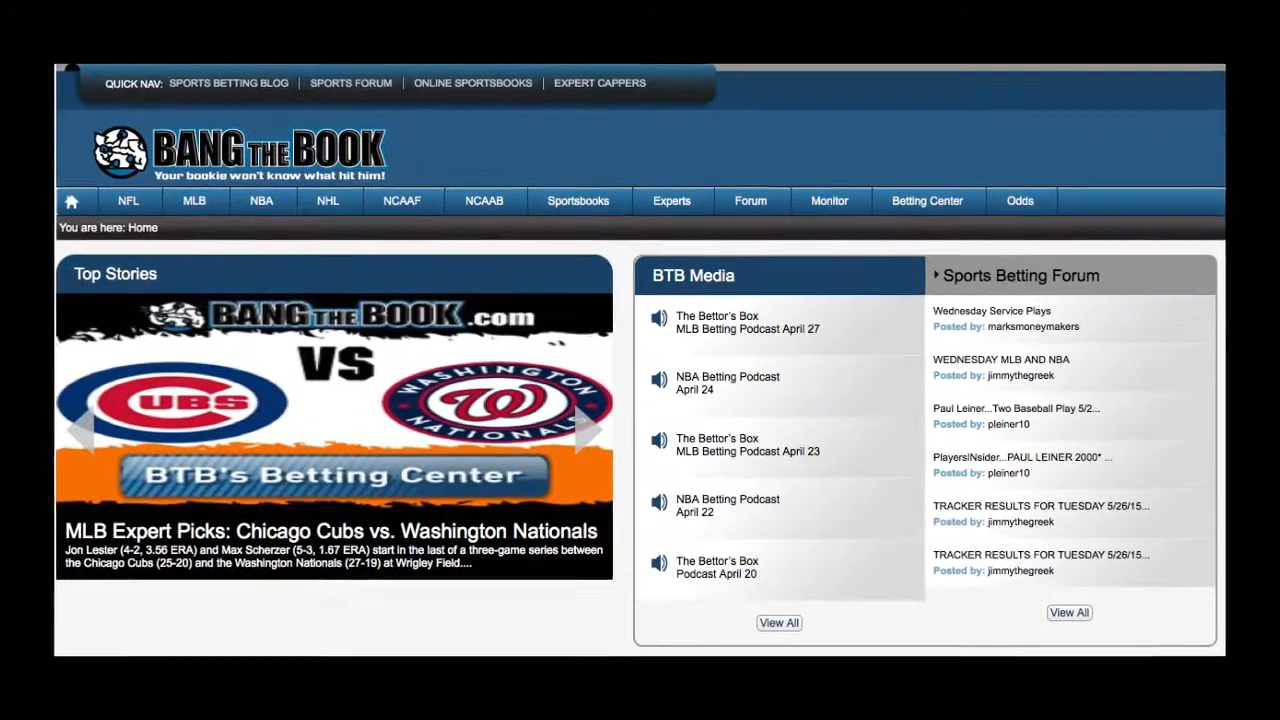 QUICK NAV: SPORTS BETTING BLOG | SPORTS FORUM | ONLINE SPORTSBOOKS | EXPERT CAPPERS
BANG THE BOOK
Your bookie won't know what hit him!
NFL MLB NBA NHL NCAAF NCAAB Sportsbooks Experts Forum Monitor Betting Center Odds
You are here: Home
Top Stories
BANG THE BOOK.com
VS
CUBS
WASHINGTON NATIONALS
W
BTB's Betting Center
MLB Expert Picks: Chicago Cubs vs. Washington Nationals
Jon Lester (4-2, 3.56 ERA) and Max Scherzer (5-3, 1.67 ERA) start in the last of a three-game series between
the Chicago Cubs (25-20) and the Washington Nationals (27-19) at Wrigley Field....
BTB Media
The Bettor's Box
MLB Betting Podcast April 27
NBA Betting Podcast
April 24
The Bettor's Box
MLB Betting Podcast April 23
NBA Betting Podcast
April 22
The Bettor's Box
Podcast April 20
View All
Sports Betting Forum
Wednesday Service Plays
Posted by: marksmoneymakers
WEDNESDAY MLB AND NBA
Posted by: jimmythegreek
Paul Leiner...Two Baseball Play 5/2...
Posted by: pleiner10
Players!Nsider...PAUL LEINER 2000* ...
Posted by: pleiner10
TRACKER RESULTS FOR TUESDAY 5/26/15...
Posted by: jimmythegreek
TRACKER RESULTS FOR TUESDAY 5/26/15...
Posted by: jimmythegreek
View All